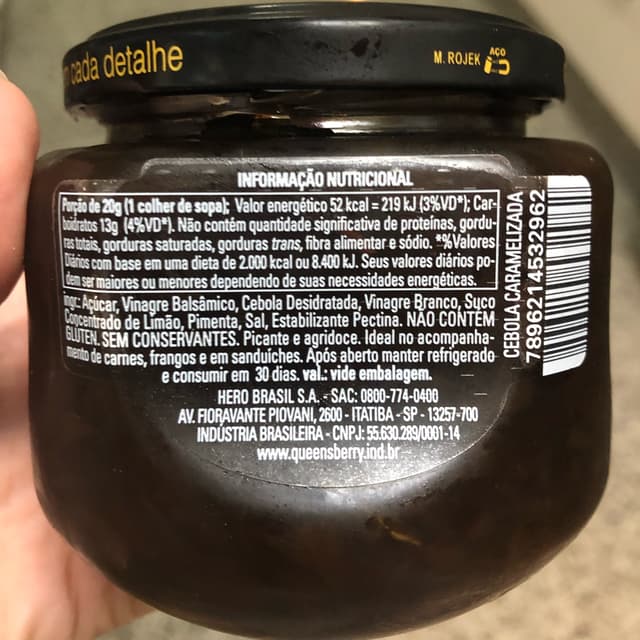 cada detalhe
M. ROJEK AÇO
INFORMAÇÃO NUTRICIONAL
Porção de 20g (1 colher de sopa); Valor energético 52 kcal = 219 kJ (3%VD*); Car-
boidratos 13g (4%VD*). Não contém quantidade significativa de proteínas, gordu-
ras totais, gorduras saturadas, gorduras trans, fibra alimentar e sódio. *%Valores
Diários com base em uma dieta de 2.000 kcal ou 8.400 kJ. Seus valores diários po-
dem ser maiores ou menores dependendo de suas necessidades energéticas.
Ingr.: Açúcar, Vinagre Balsâmico, Cebola Desidratada, Vinagre Branco, Suco
Concentrado de Limão, Pimenta, Sal, Estabilizante Pectina. NÃO CONTÉM
GLÚTEN. SEM CONSERVANTES. Picante e agridoce. Ideal no acompanha-
mento de carnes, frangos e em sanduíches. Após aberto manter refrigerado
e consumir em 30 dias. val.: vide embalagem.
HERO BRASIL S.A. - SAC: 0800-774-0400
AV. FIORAVANTE PIOVANI, 2600 - ITATIBA - SP - 13257-700
INDÚSTRIA BRASILEIRA - CNPJ: 55.630.289/0001-14
www.queensberry.ind.br
CEBOLA CARAMELIZADA
7896214532962